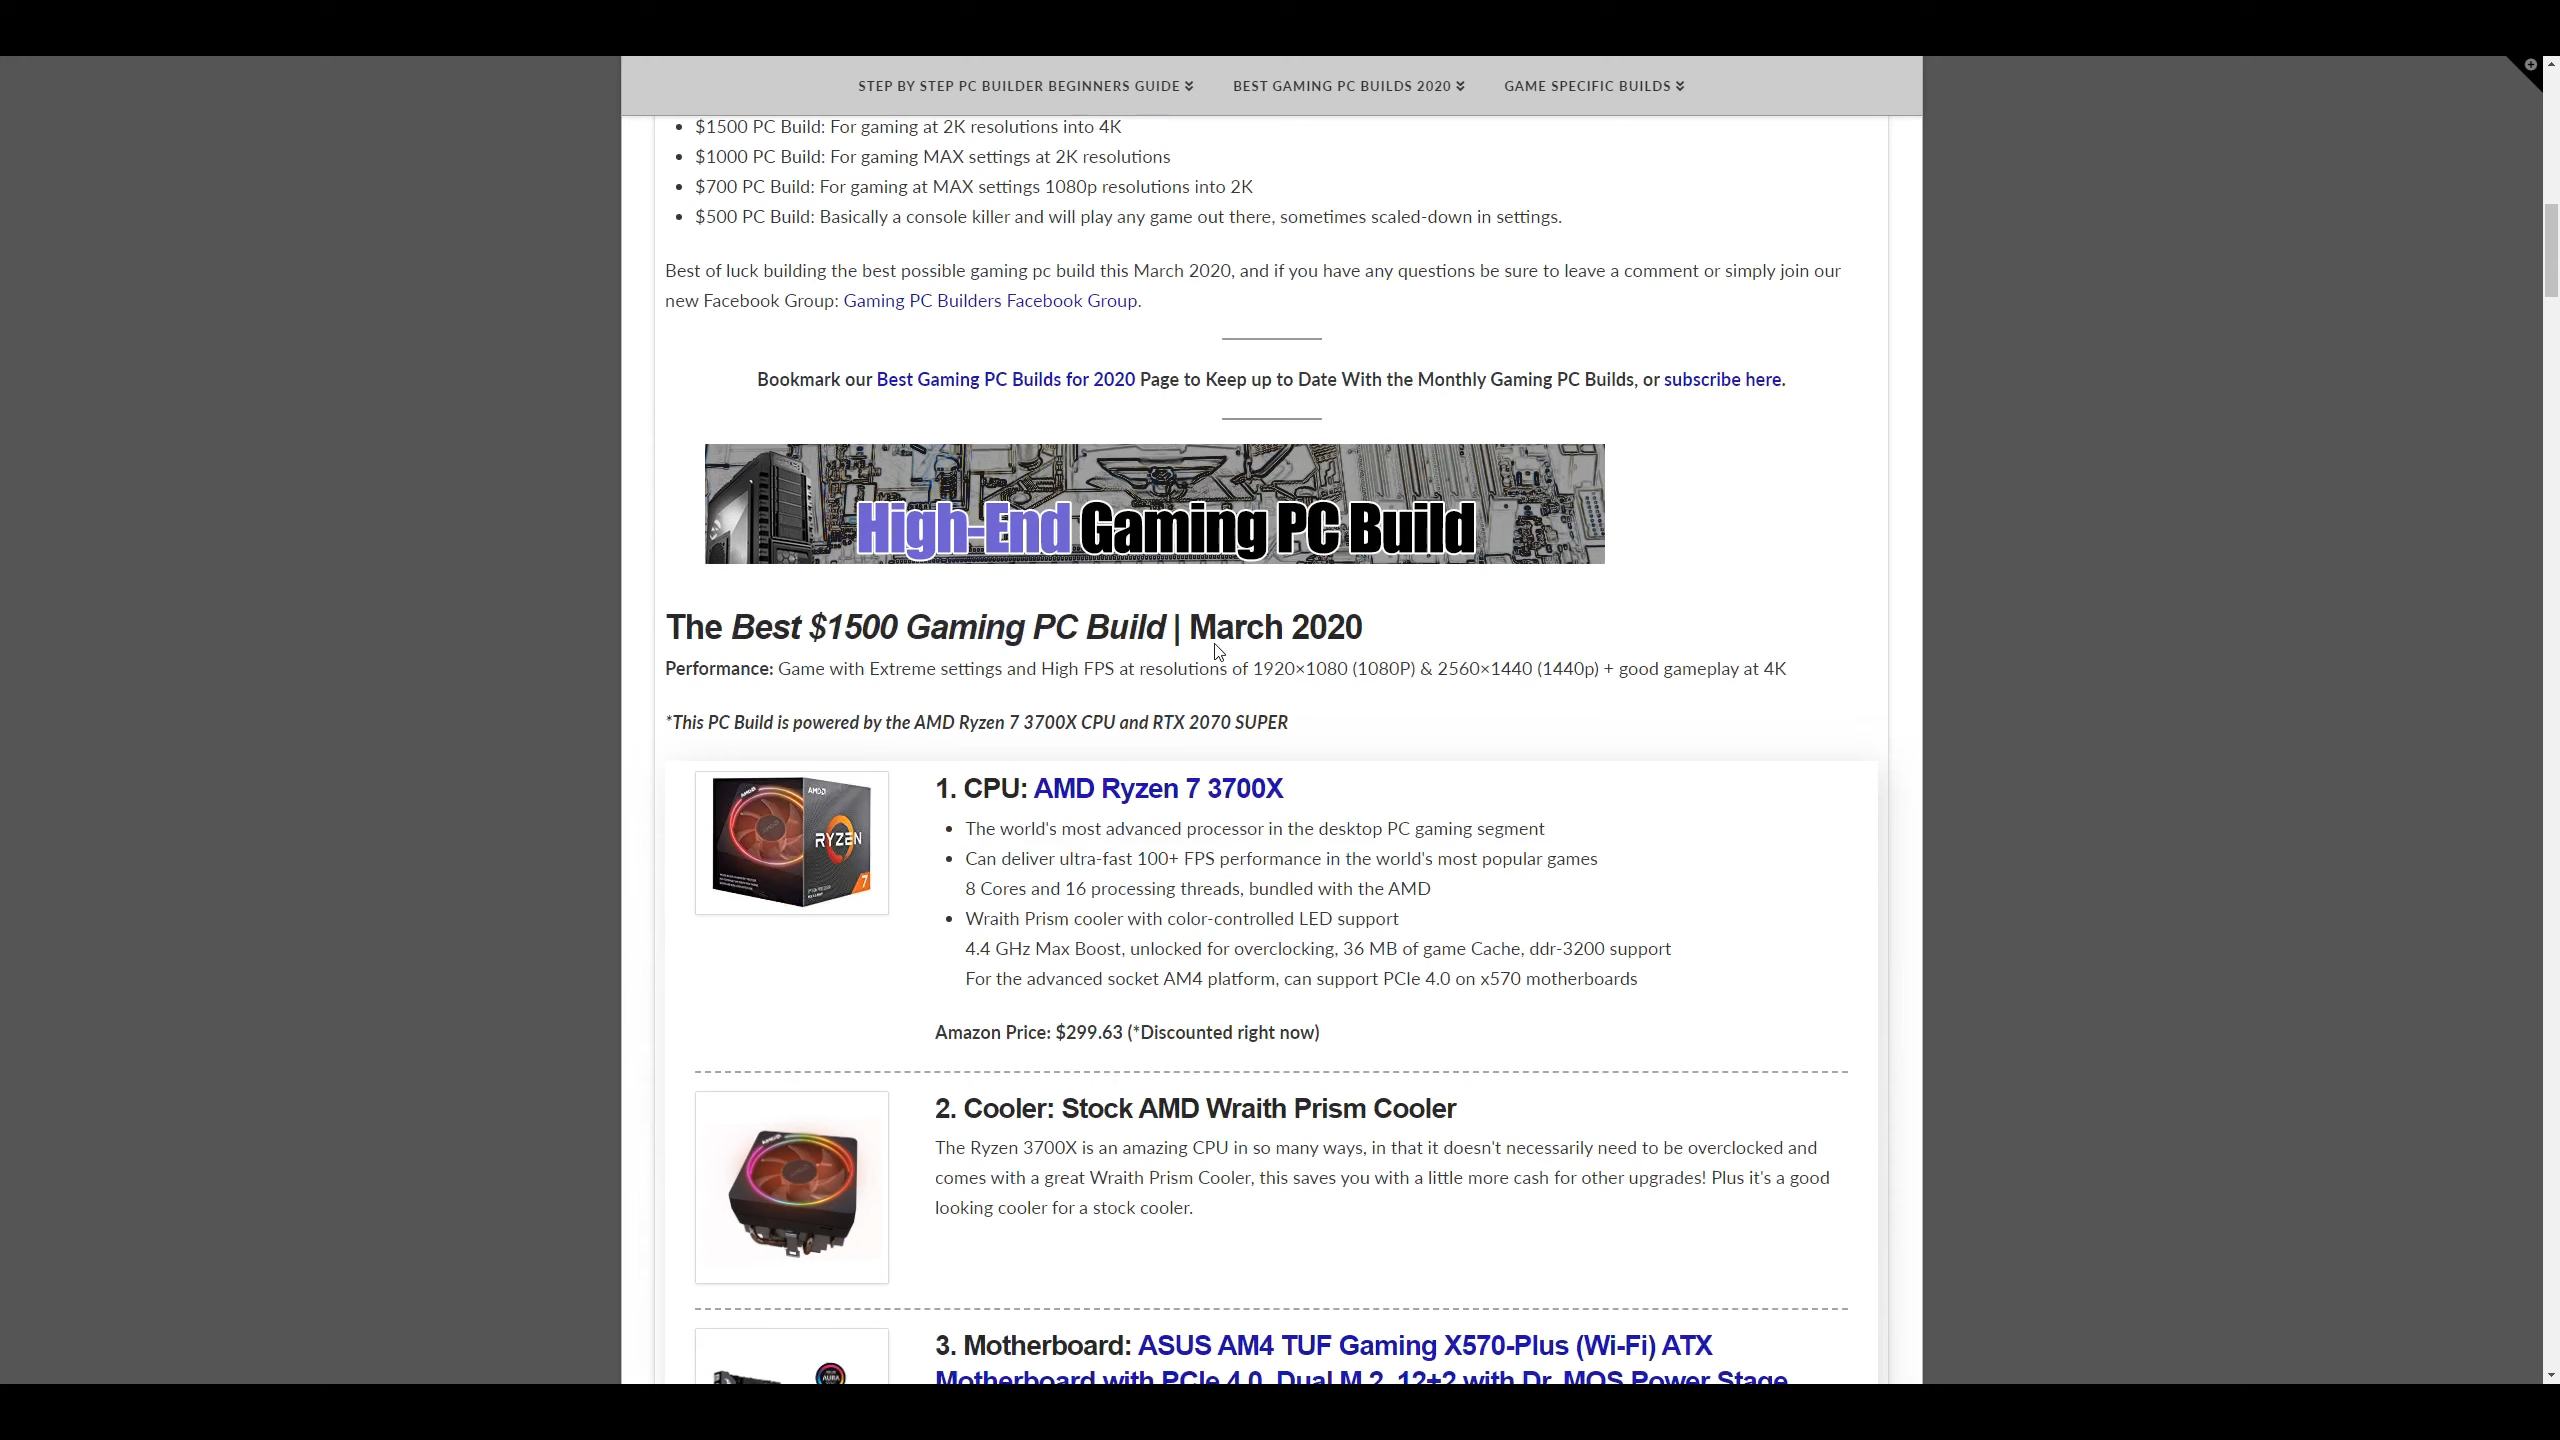 STEP BY STEP PC BUILDER BEGINNERS GUIDE BEST GAMING PC BUILDS 2020 GAME SPECIFIC BUILDS
• $1500 PC Build: For gaming at 2K resolutions into 4K
• $1000 PC Build: For gaming MAX settings at 2K resolutions
• $700 PC Build: For gaming at MAX settings 1080p resolutions into 2K
• $500 PC Build: Basically a console killer and will play any game out there, sometimes scaled-down in settings.
Best of luck building the best possible gaming pc build this March 2020, and if you have any questions be sure to leave a comment or simply join our
new Facebook Group: Gaming PC Builders Facebook Group.
Bookmark our Best Gaming PC Builds for 2020 Page to Keep up to Date With the Monthly Gaming PC Builds, or subscribe here.
High-End Gaming PC Build
The Best $1500 Gaming PC Build | March 2020
Performance: Game with Extreme settings and High FPS at resolutions of 1920×1080 (1080P) & 2560×1440 (1440p) + good gameplay at 4K
*This PC Build is powered by the AMD Ryzen 7 3700X CPU and RTX 2070 SUPER
AMD
RYZEN
7
1. CPU: AMD Ryzen 7 3700X
• The world's most advanced processor in the desktop PC gaming segment
• Can deliver ultra-fast 100+ FPS performance in the world's most popular games
8 Cores and 16 processing threads, bundled with the AMD
• Wraith Prism cooler with color-controlled LED support
4.4 GHz Max Boost, unlocked for overclocking, 36 MB of game Cache, ddr-3200 support
For the advanced socket AM4 platform, can support PCIe 4.0 on x570 motherboards
Amazon Price: $299.63 (*Discounted right now)
2. Cooler: Stock AMD Wraith Prism Cooler
The Ryzen 3700X is an amazing CPU in so many ways, in that it doesn't necessarily need to be overclocked and
comes with a great Wraith Prism Cooler, this saves you with a little more cash for other upgrades! Plus it's a good
looking cooler for a stock cooler.
AURA
3. Motherboard: ASUS AM4 TUF Gaming X570-Plus (Wi-Fi) ATX
Motherboard with PCIe 4.0, Dual M.2, 12+2 with Dr. MOS Power Stage